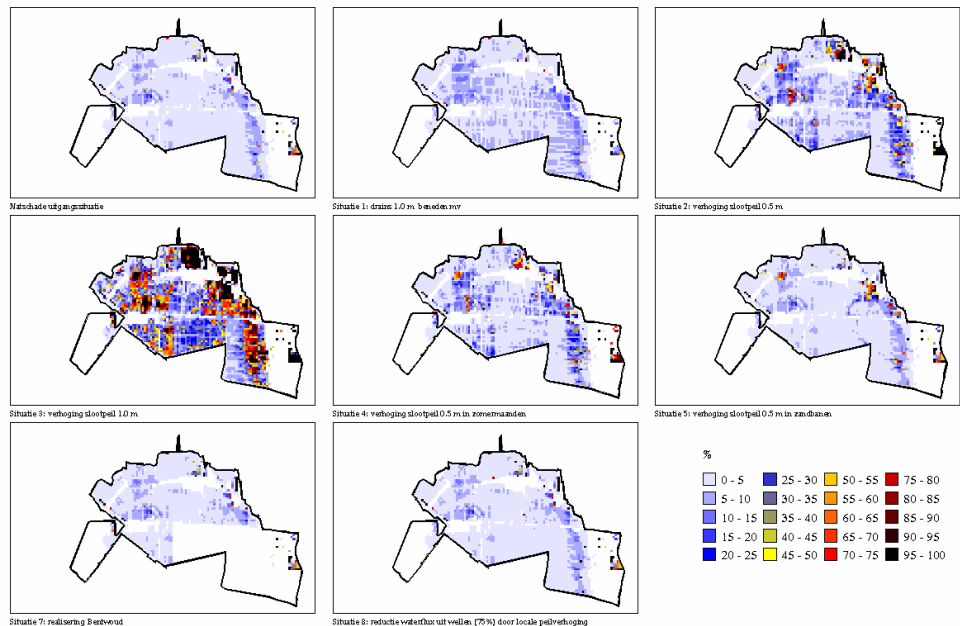 Natschade uitgangssituatie
Situatie 1: drains 1.0 m beneden mv
Situatie 2: verhoging slootpeil 0.5 m
Situatie 3: verhoging slootpeil 1.0 m
Situatie 4: verhoging slootpeil 0.5 m in zomermaanden
Situatie 5: verhoging slootpeil 0.5 m in zandbanen
Situatie 7: realisering Bentwoud
Situatie 8: reductie waterflux uit wellen (75%) door locale peilverhoging
%
0 - 5 25 - 30 50 - 55 75 - 80
5 - 10 30 - 35 55 - 60 80 - 85
10 - 15 35 - 40 60 - 65 85 - 90
15 - 20 40 - 45 65 - 70 90 - 95
20 - 25 45 - 50 70 - 75 95 - 100